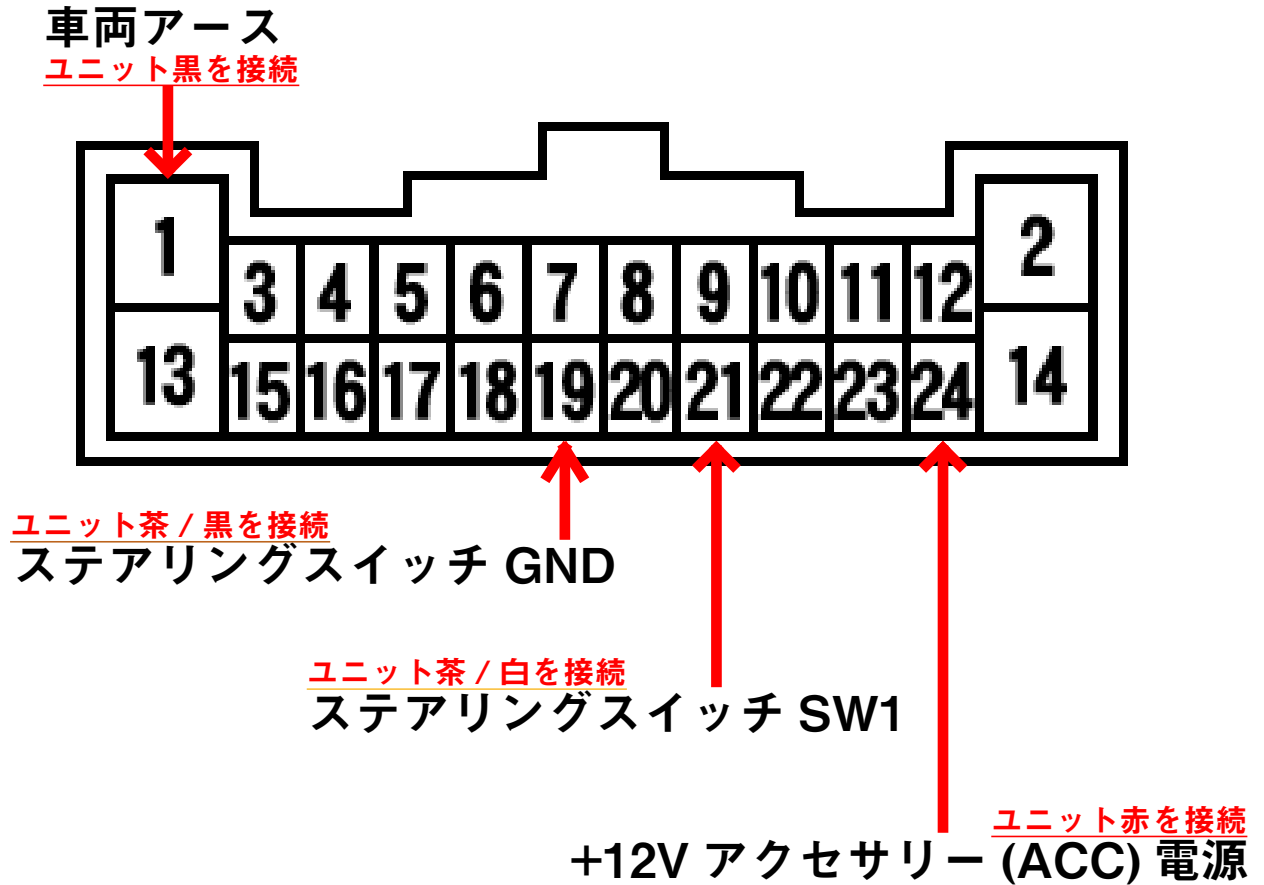 車両アース
ユニット黒を接続
1 2
3 4 5 6 7 8 9 10 11 12
13 14
15 16 17 18 19 20 21 22 23 24
ユニット茶 / 黒を接続
ステアリングスイッチ GND
ユニット茶 / 白を接続
ステアリングスイッチ SW1
ユニット赤を接続
+12V アクセサリー (ACC) 電源